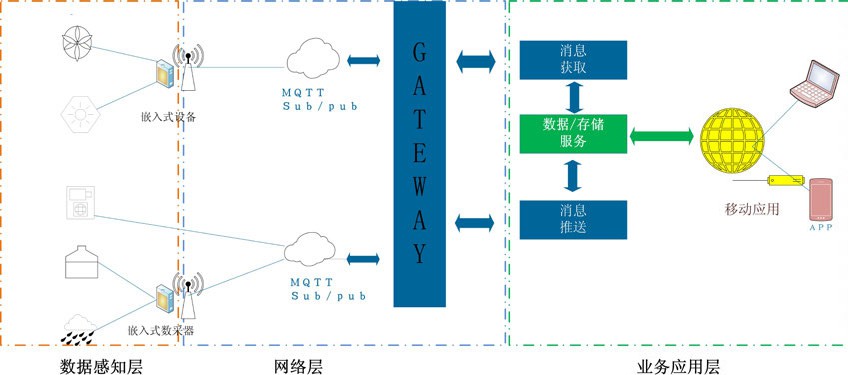 嵌入式设备
MQTT
Sub/pub
GATEWAY
消息
获取
数据/存储
服务
消息
推送
移动应用
APP
MQTT
Sub/pub
嵌入式数采器
数据感知层
网络层
业务应用层